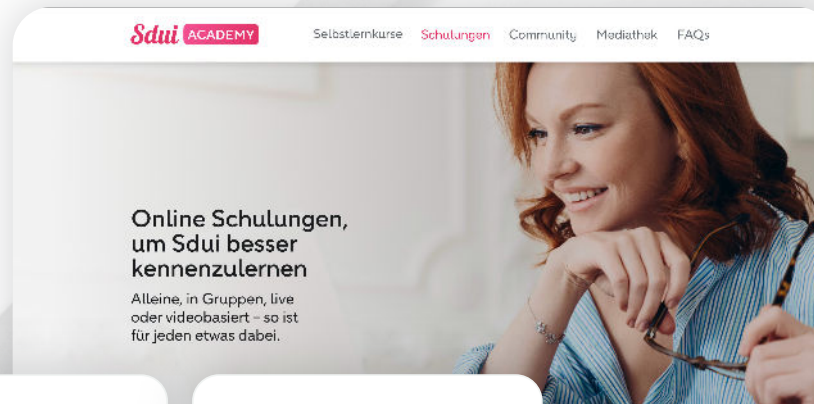 Sdui ACADEMY
Selbstlernkurse Schulungen Community Mediathek FAQs
Online Schulungen,
um Sdui besser
kennenzulernen
Alleine, in Gruppen, live
oder videobasiert – so ist
für jeden etwas dabei.